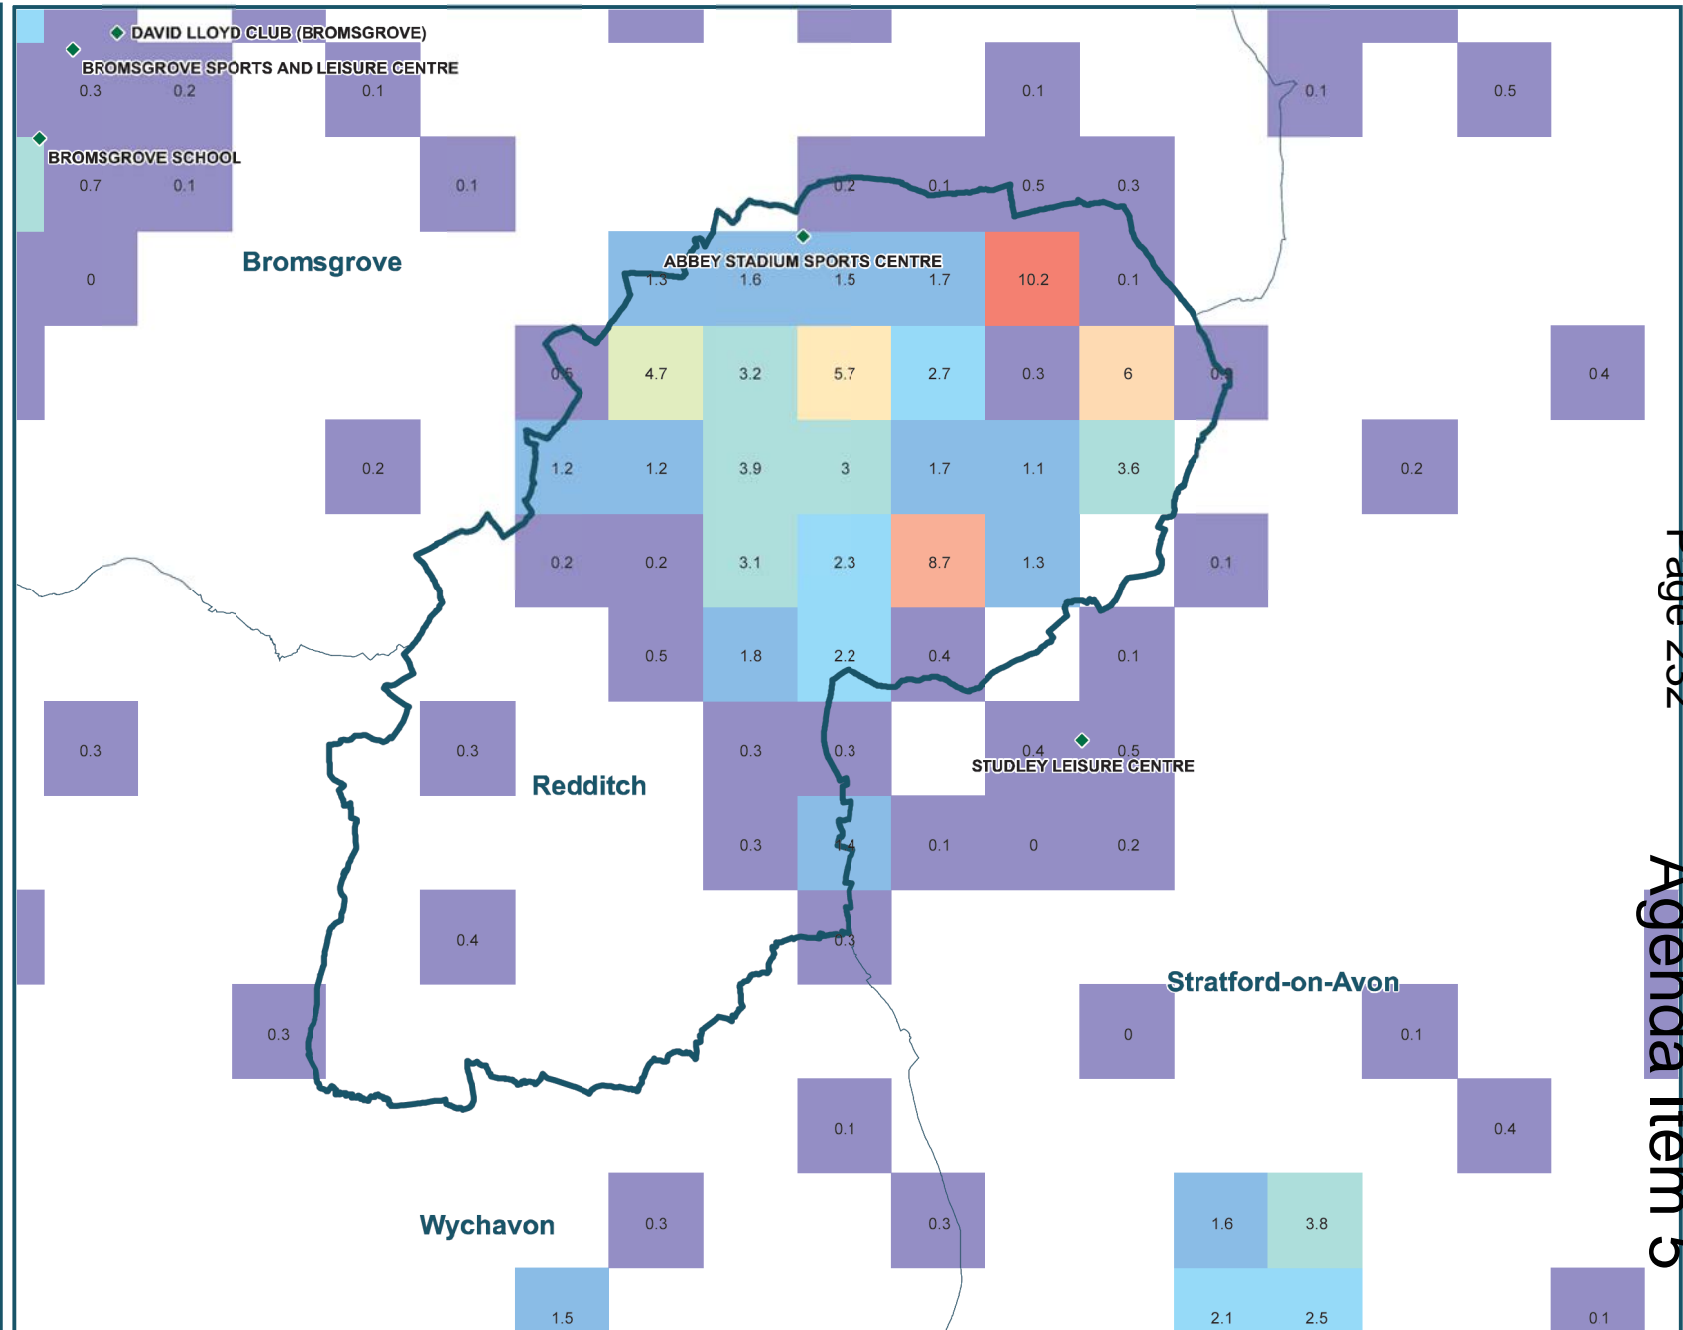 DAVID LLOYD CLUB (BROMSGROVE)
BROMSGROVE SPORTS AND LEISURE CENTRE
0.3 0.2 0.1 0.1 0.1 0.5
BROMSGROVE SCHOOL
0.7 0.1 0.1 0.2 0.1 0.5 0.3
Bromsgrove
ABBEY STADIUM SPORTS CENTRE
0 1.3 1.6 1.5 1.7 10.2 0.1
0.5 4.7 3.2 5.7 2.7 0.3 6 0.4
0.2 1.2 1.2 3.9 3 1.7 1.1 3.6 0.2
0.2 0.2 3.1 2.3 8.7 1.3 0.1
0.5 1.8 2.2 0.4 0.1
0.3 0.3 0.3 0.3 0.4 0.5
STUDLEY LEISURE CENTRE
Redditch
0.3 1.4 0.1 0 0.2
0.4 0.3
Stratford-on-Avon
0.3 0 0.1
0.1 0.4
Wychavon
0.3 0.3 1.6 3.8
1.5 2.1 2.5 0.1
Page 232
Agenda Item 5